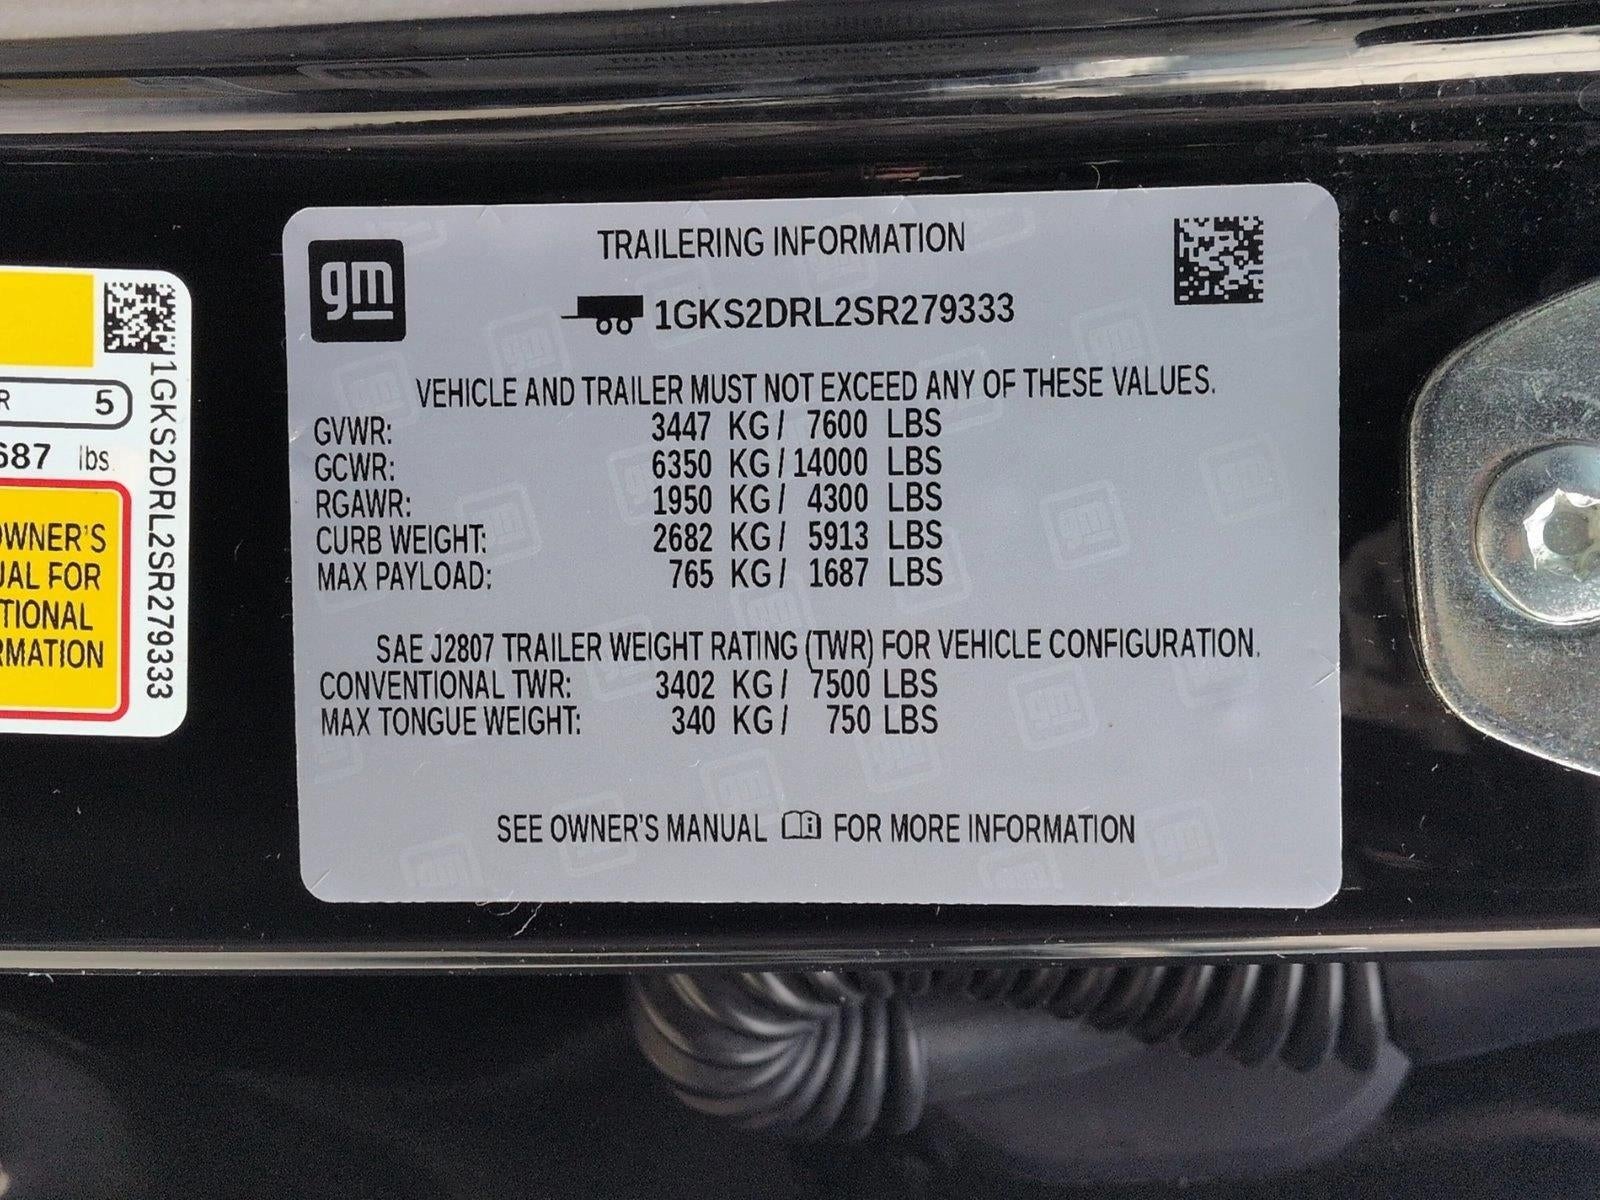 gm
TRAILERING INFORMATION
1GKS2DRL2SR279333
VEHICLE AND TRAILER MUST NOT EXCEED ANY OF THESE VALUES.
GVWR: 3447 KG / 7600 LBS
GCWR: 6350 KG / 14000 LBS
RGAWR: 1950 KG / 4300 LBS
CURB WEIGHT: 2682 KG / 5913 LBS
MAX PAYLOAD: 765 KG / 1687 LBS
SAE J2807 TRAILER WEIGHT RATING (TWR) FOR VEHICLE CONFIGURATION.
CONVENTIONAL TWR: 3402 KG / 7500 LBS
MAX TONGUE WEIGHT: 340 KG / 750 LBS
SEE OWNER'S MANUAL FOR MORE INFORMATION
R 5
687 lbs
OWNER'S
UAL FOR
TIONAL
RMATION
1GKS2DRL2SR279333